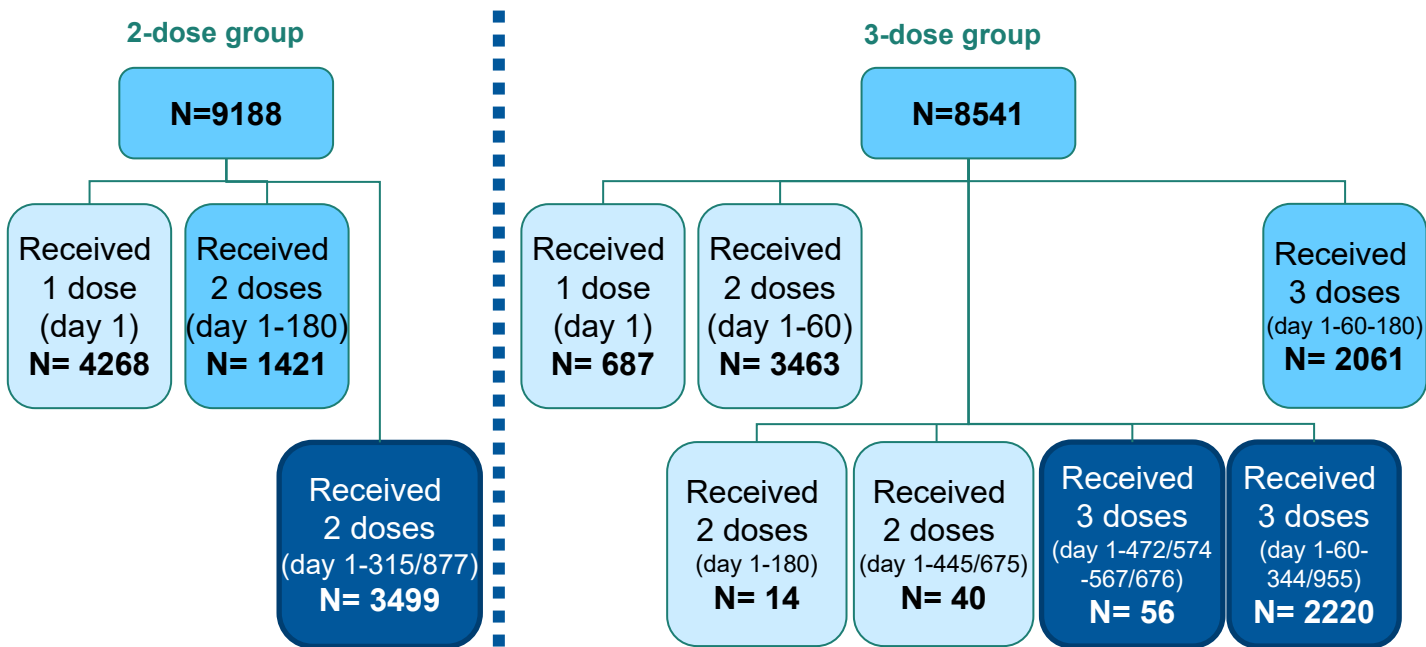 2-dose group
N=9188
Received
1 dose
(day 1)
N= 4268
Received
2 doses
(day 1-180)
N= 1421
Received
2 doses
(day 1-315/877)
N= 3499
3-dose group
N=8541
Received
1 dose
(day 1)
N= 687
Received
2 doses
(day 1-60)
N= 3463
Received
3 doses
(day 1-60-180)
N= 2061
Received
2 doses
(day 1-180)
N= 14
Received
2 doses
(day 1-445/675)
N= 40
Received
3 doses
(day 1-472/574
-567/676)
N= 56
Received
3 doses
(day 1-60-
344/955)
N= 2220